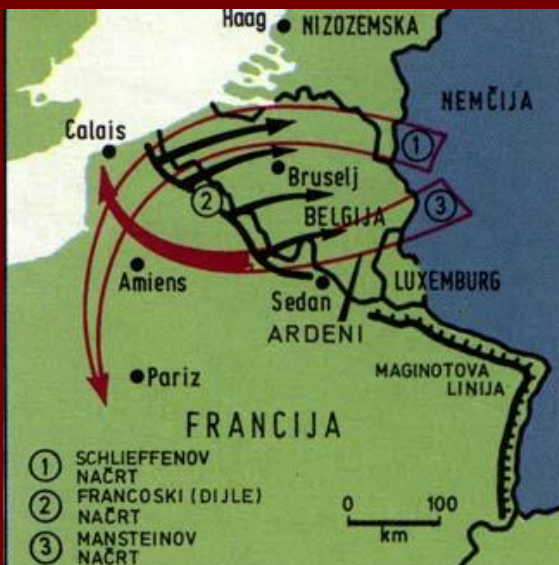 Haag
NIZOZEMSKA
NEMČIJA
Calais
1
Bruselj
3
2
BELGIJA
Amiens
Sedan
LUXEMBURG
ARDENI
Pariz
MAGINOTOVA
LINIJA
FRANCIJA
1 SCHLIEFFENOV
NAČRT
2 FRANCOSKI (DIJLE)
NAČRT
0 100
km
3 MANSTEINOV
NAČRT